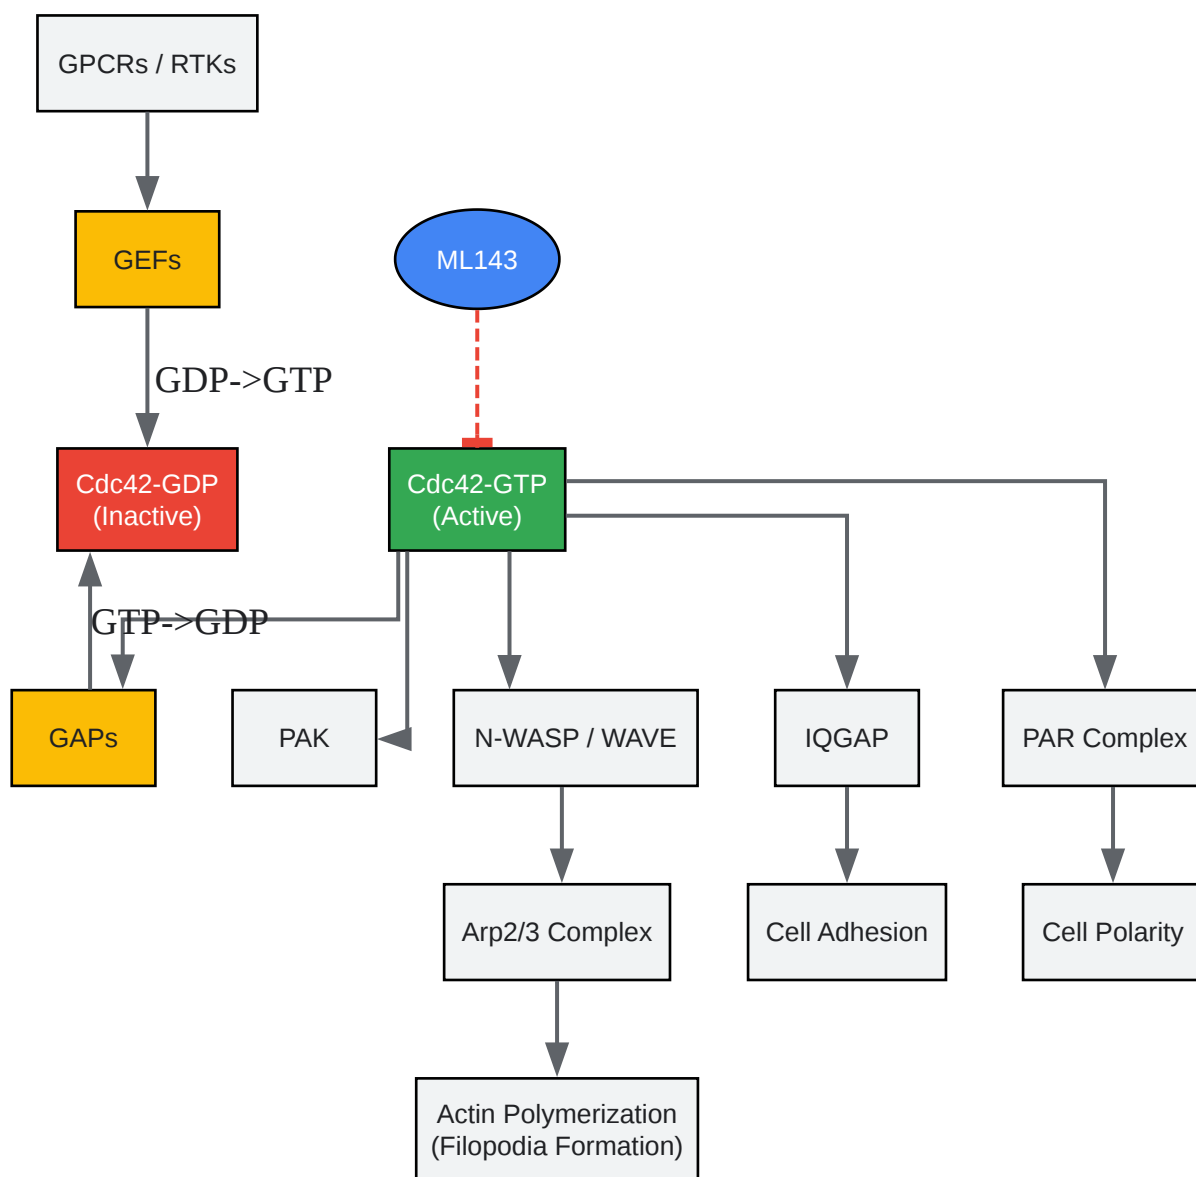 GPCRs / RTKs
GEFs
ML143
GDP->GTP
Cdc42-GDP
(Inactive)
Cdc42-GTP
(Active)
GTP->GDP
GAPs
PAK
N-WASP / WAVE
IQGAP
PAR Complex
Arp2/3 Complex
Cell Adhesion
Cell Polarity
Actin Polymerization
(Filopodia Formation)